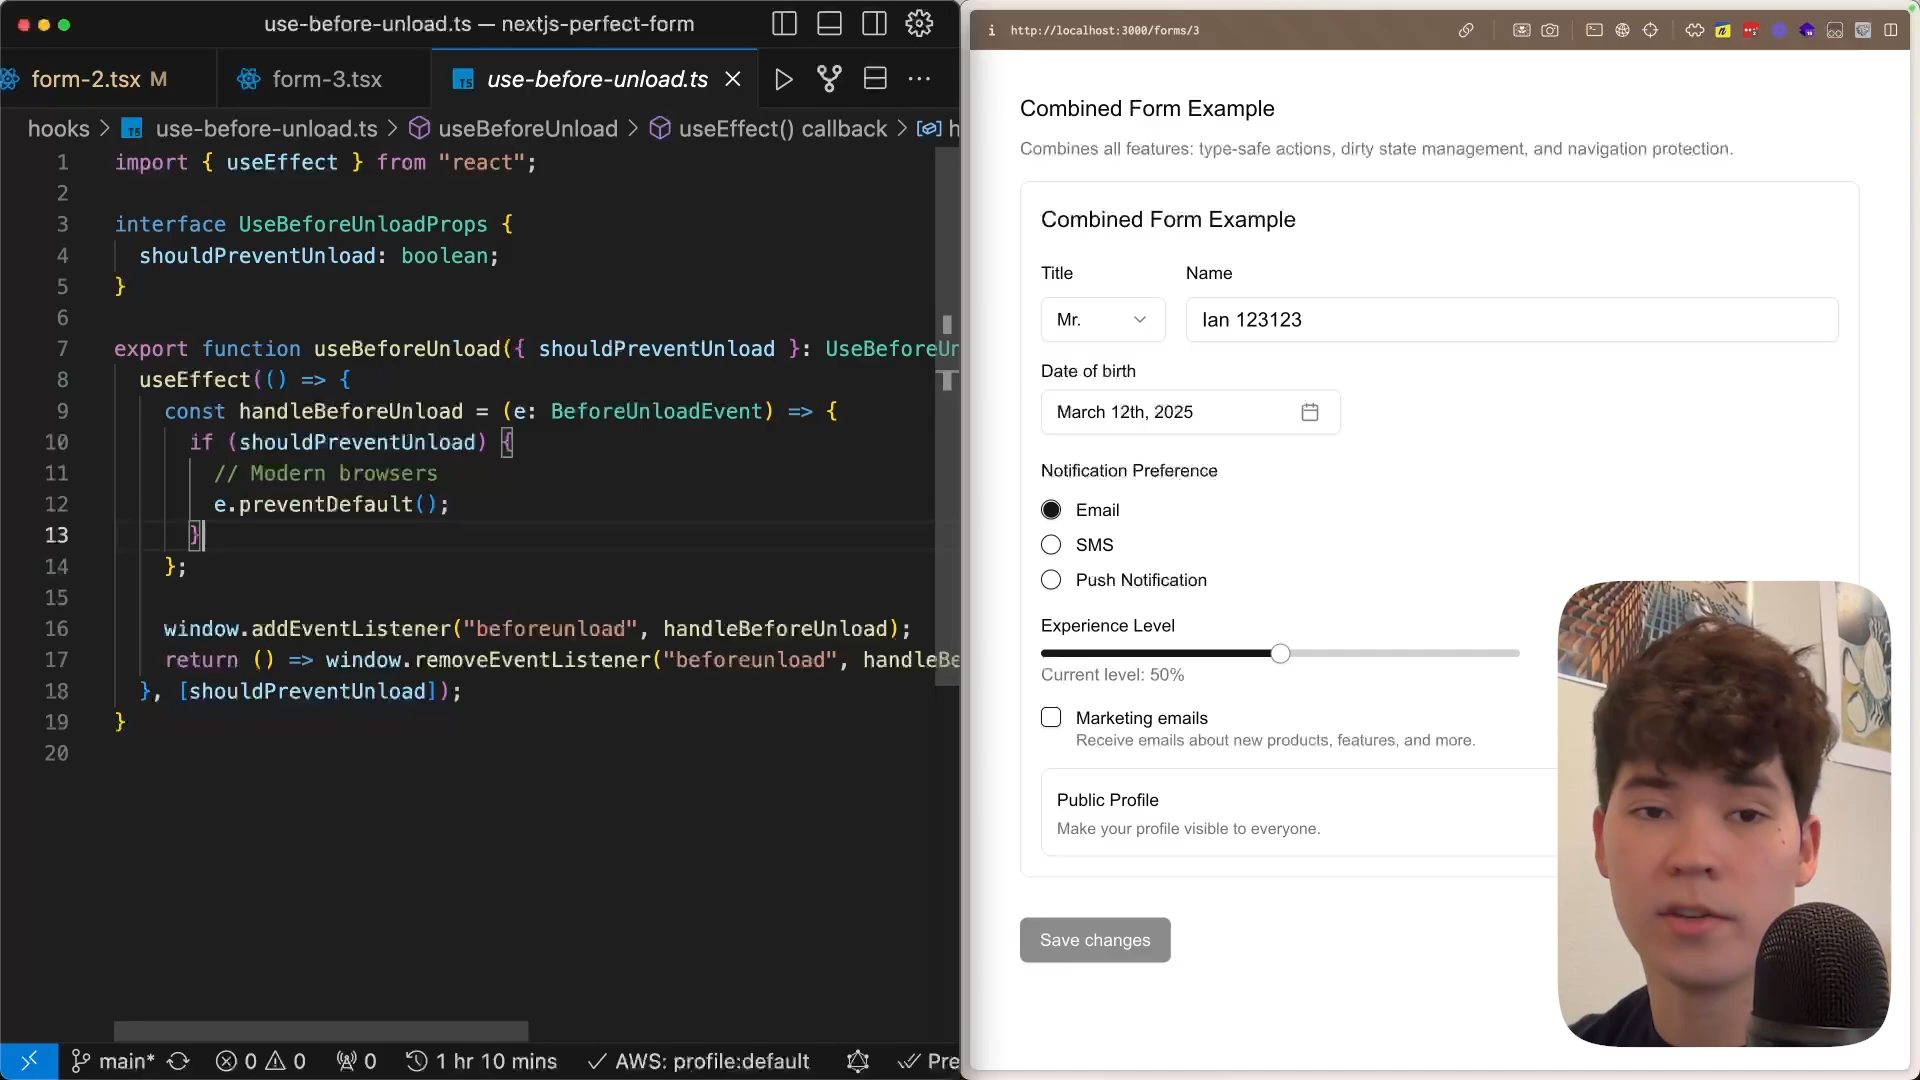 use-before-unload.ts — nextjs-perfect-form
form-2.tsx M
form-3.tsx
TS use-before-unload.ts
hooks > TS use-before-unload.ts > useBeforeUnload > useEffect() callback > h
1 import { useEffect } from "react";
2
3 interface UseBeforeUnloadProps {
4 shouldPreventUnload: boolean;
5 }
6
7 export function useBeforeUnload({ shouldPreventUnload }: UseBeforeUn
8 useEffect(() => {
9 const handleBeforeUnload = (e: BeforeUnloadEvent) => {
10 if (shouldPreventUnload) {
11 // Modern browsers
12 e.preventDefault();
13 }
14 };
15
16 window.addEventListener("beforeunload", handleBeforeUnload);
17 return () => window.removeEventListener("beforeunload", handleBe
18 }, [shouldPreventUnload]);
19 }
20
main* 0 0 0 1 hr 10 mins AWS: profile:default Pre
http://localhost:3000/forms/3
Combined Form Example
Combines all features: type-safe actions, dirty state management, and navigation protection.
Combined Form Example
Title
Name
Mr.
Ian 123123
Date of birth
March 12th, 2025
Notification Preference
Email
SMS
Push Notification
Experience Level
Current level: 50%
Marketing emails
Receive emails about new products, features, and more.
Public Profile
Make your profile visible to everyone.
Save changes